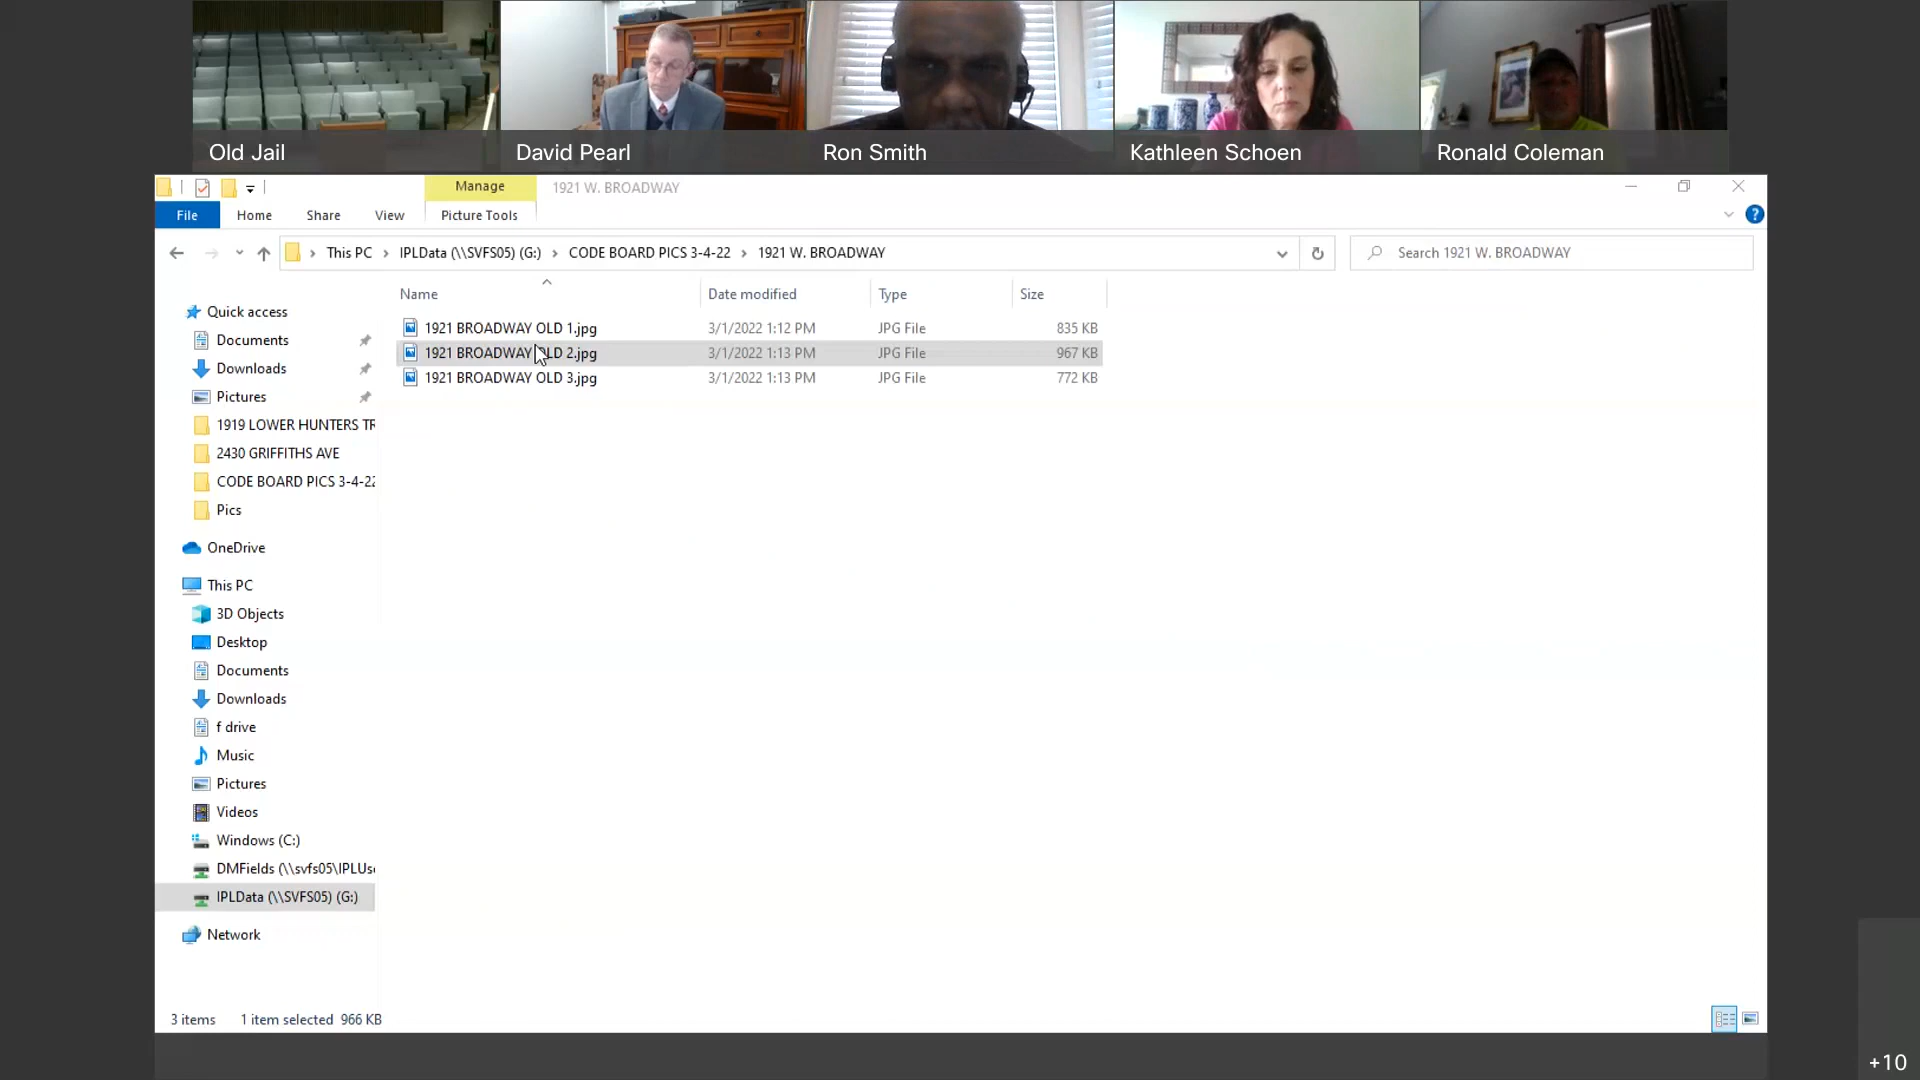 Old Jail
David Pearl
Ron Smith
Kathleen Schoen
Ronald Coleman
Manage
1921 W. BROADWAY
File
Home
Share
View
Picture Tools
This PC > IPLData (\\SVFS05) (G:) > CODE BOARD PICS 3-4-22 > 1921 W. BROADWAY
Search 1921 W. BROADWAY
Name Date modified Type Size
1921 BROADWAY OLD 1.jpg 3/1/2022 1:12 PM JPG File 835 KB
1921 BROADWAY OLD 2.jpg 3/1/2022 1:13 PM JPG File 967 KB
1921 BROADWAY OLD 3.jpg 3/1/2022 1:13 PM JPG File 772 KB
Quick access
Documents
Downloads
Pictures
1919 LOWER HUNTERS TR
2430 GRIFFITHS AVE
CODE BOARD PICS 3-4-22
Pics
OneDrive
This PC
3D Objects
Desktop
Documents
Downloads
f drive
Music
Pictures
Videos
Windows (C:)
DMFields (\\svfs05\IPLUse
IPLData (\\SVFS05) (G:)
Network
3 items 1 item selected 966 KB
+10